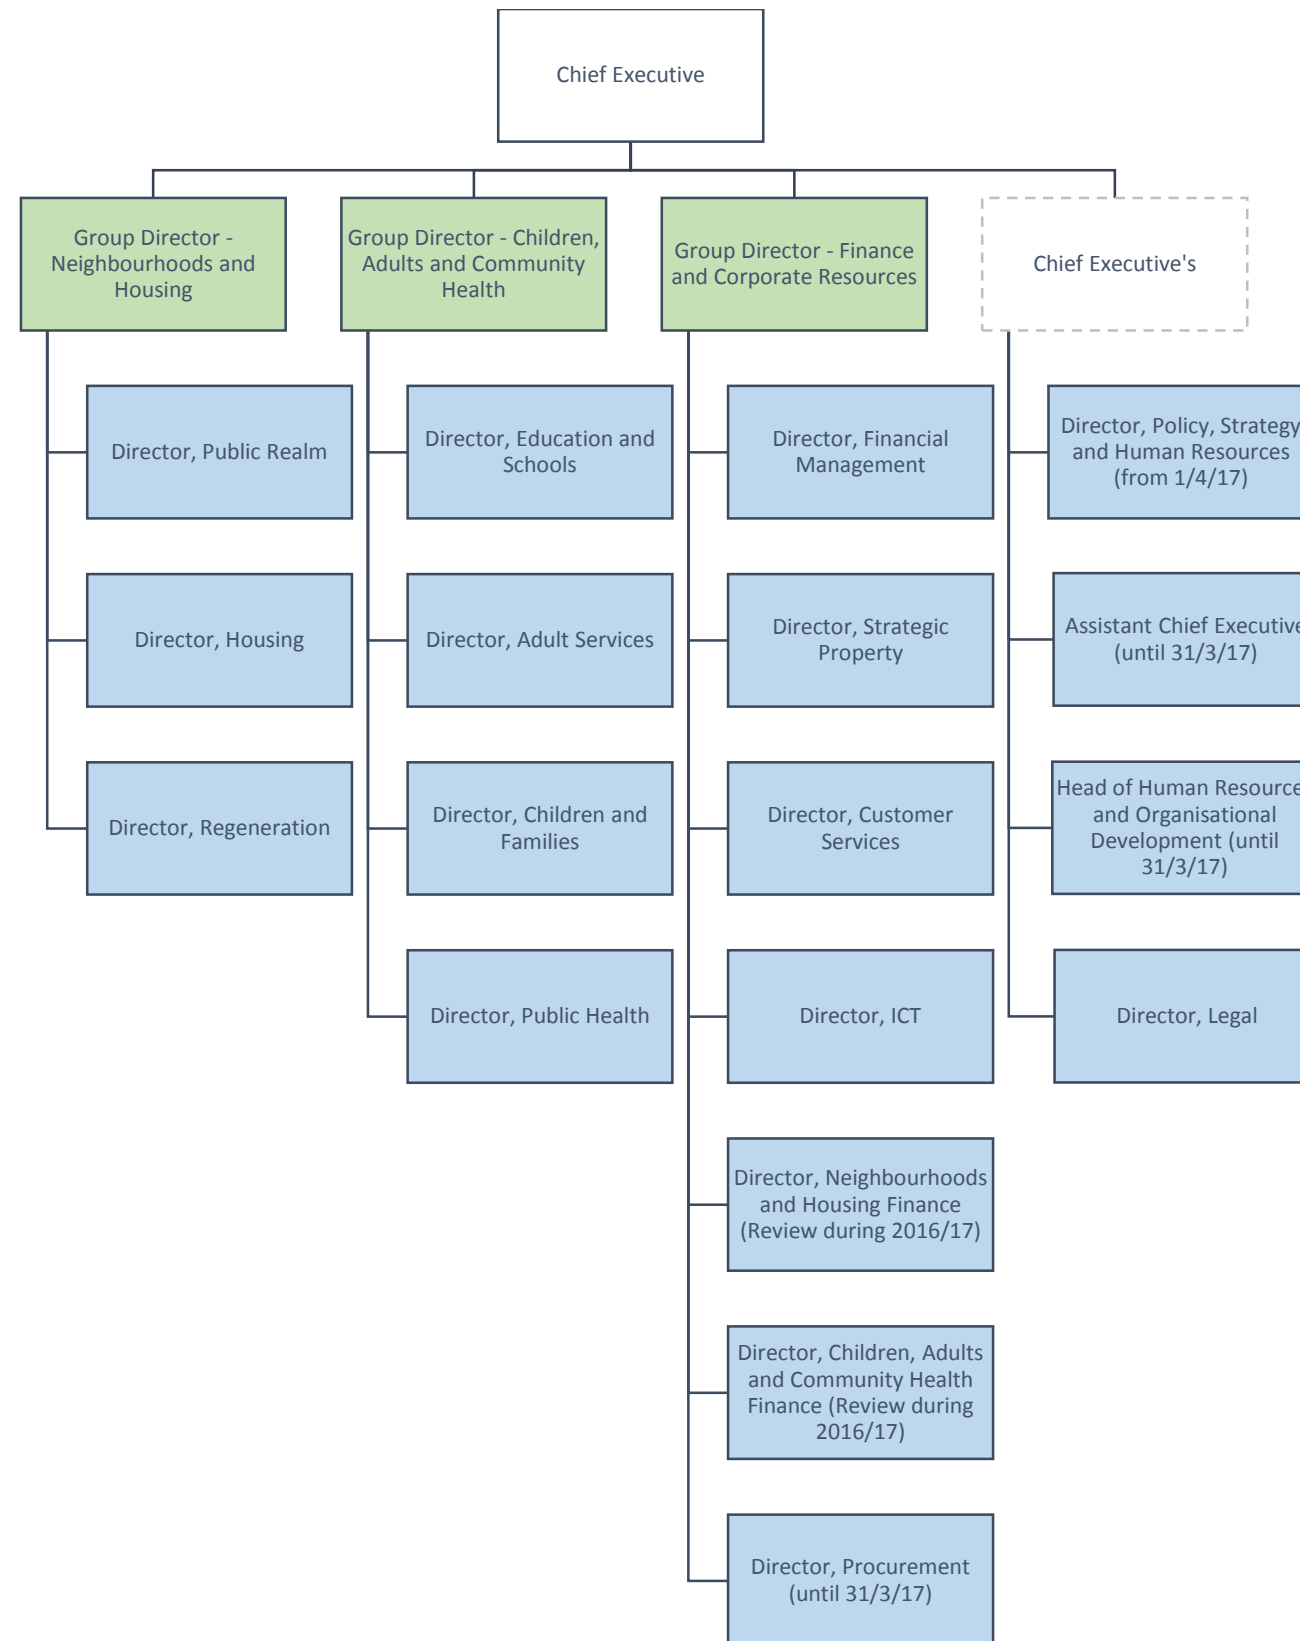 Chief Executive
Group Director -
Neighbourhoods and
Housing
Group Director - Children,
Adults and Community
Health
Group Director - Finance
and Corporate Resources
Chief Executive's
Director, Public Realm
Director, Housing
Director, Regeneration
Director, Education and
Schools
Director, Adult Services
Director, Children and
Families
Director, Public Health
Director, Financial
Management
Director, Strategic
Property
Director, Customer
Services
Director, ICT
Director, Neighbourhoods
and Housing Finance
(Review during 2016/17)
Director, Children, Adults
and Community Health
Finance (Review during
2016/17)
Director, Procurement
(until 31/3/17)
Director, Policy, Strategy
and Human Resources
(from 1/4/17)
Assistant Chief Executive
(until 31/3/17)
Head of Human Resource
and Organisational
Development (until
31/3/17)
Director, Legal